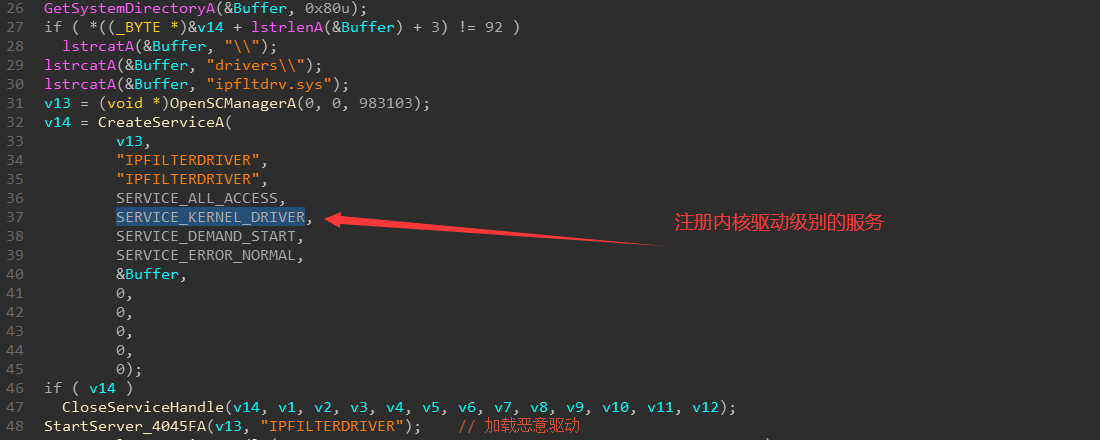 26 GetSystemDirectoryA(&Buffer, 0x80u);
27 if ( *((_BYTE *)&v14 + lstrlenA(&Buffer) + 3) != 92 )
28 lstrcatA(&Buffer, "\\");
29 lstrcatA(&Buffer, "drivers\\");
30 lstrcatA(&Buffer, "ipfltdrv.sys");
31 v13 = (void *)OpenSCManagerA(0, 0, 983103);
32 v14 = CreateServiceA(
33 v13,
34 "IPFILTERDRIVER",
35 "IPFILTERDRIVER",
36 SERVICE_ALL_ACCESS,
37 SERVICE_KERNEL_DRIVER, 注册内核驱动级别的服务
38 SERVICE_DEMAND_START,
39 SERVICE_ERROR_NORMAL,
40 &Buffer,
41 0,
42 0,
43 0,
44 0,
45 0);
46 if ( v14 )
47 CloseServiceHandle(v14, v1, v2, v3, v4, v5, v6, v7, v8, v9, v10, v11, v12);
48 StartServer_4045FA(v13, "IPFILTERDRIVER"); // 加载恶意驱动